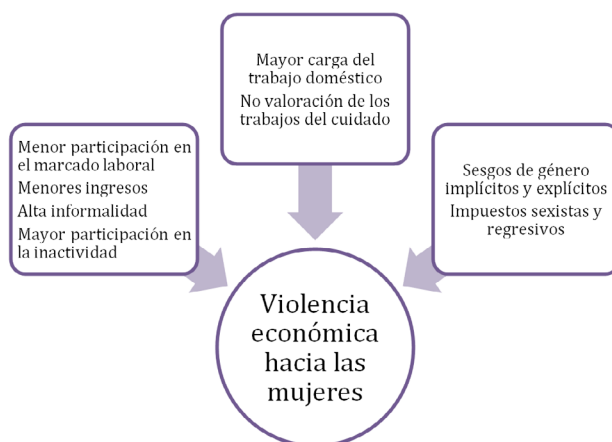 Mayor carga del
trabajo doméstico
No valoración de los
trabajos del cuidado
Menor participación en
el marcado laboral
Menores ingresos
Alta informalidad
Mayor participación en
la inactividad
Sesgos de género
implícitos y explícitos
Impuestos sexistas y
regresivos
Violencia
económica
hacia las
mujeres